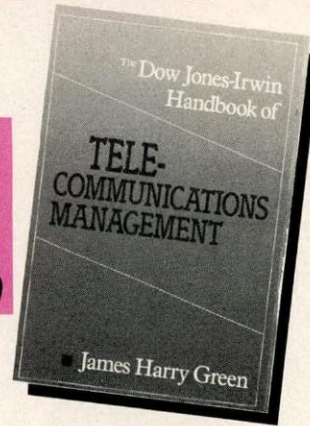 The Dow Jones-Irwin
Handbook of
TELE-
COMMUNICATIONS
MANAGEMENT
James Harry Green